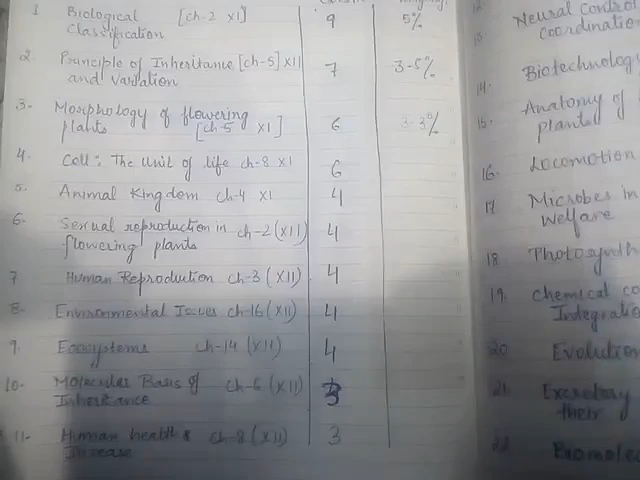 1 Biological [ch-2 XI] 9 5%
Classification
2. Principle of Inheritance [ch-5] XII 7 3-5%
and Variation
3. Morphology of flowering
plants [ch-5 XI] 6 3-3%
4. Cell: The Unit of life ch-8 XI 6
5. Animal Kingdom ch-4 XI 4
6. Sexual reproduction in ch-2 (XII) 4
flowering plants
7 Human Reproduction ch-3 (XII) 4
8. Environmental Issues ch-16 (XII) 4
9. Ecosystems ch-14 (XII) 4
10. Molecular Basis of ch-6 (XII) 3
Inheritance
11. Human health & ch-8 (XII) 3
Disease
12
13 Neural Control
coordination
14. Biotechnology
15. Anatomy of
plants
16. Locomotion
17 Microbes in
Welfare
18 Photosynth
19. Chemical co
Integratio
20 Evolution
21. Excretory
their
22 Biomolec